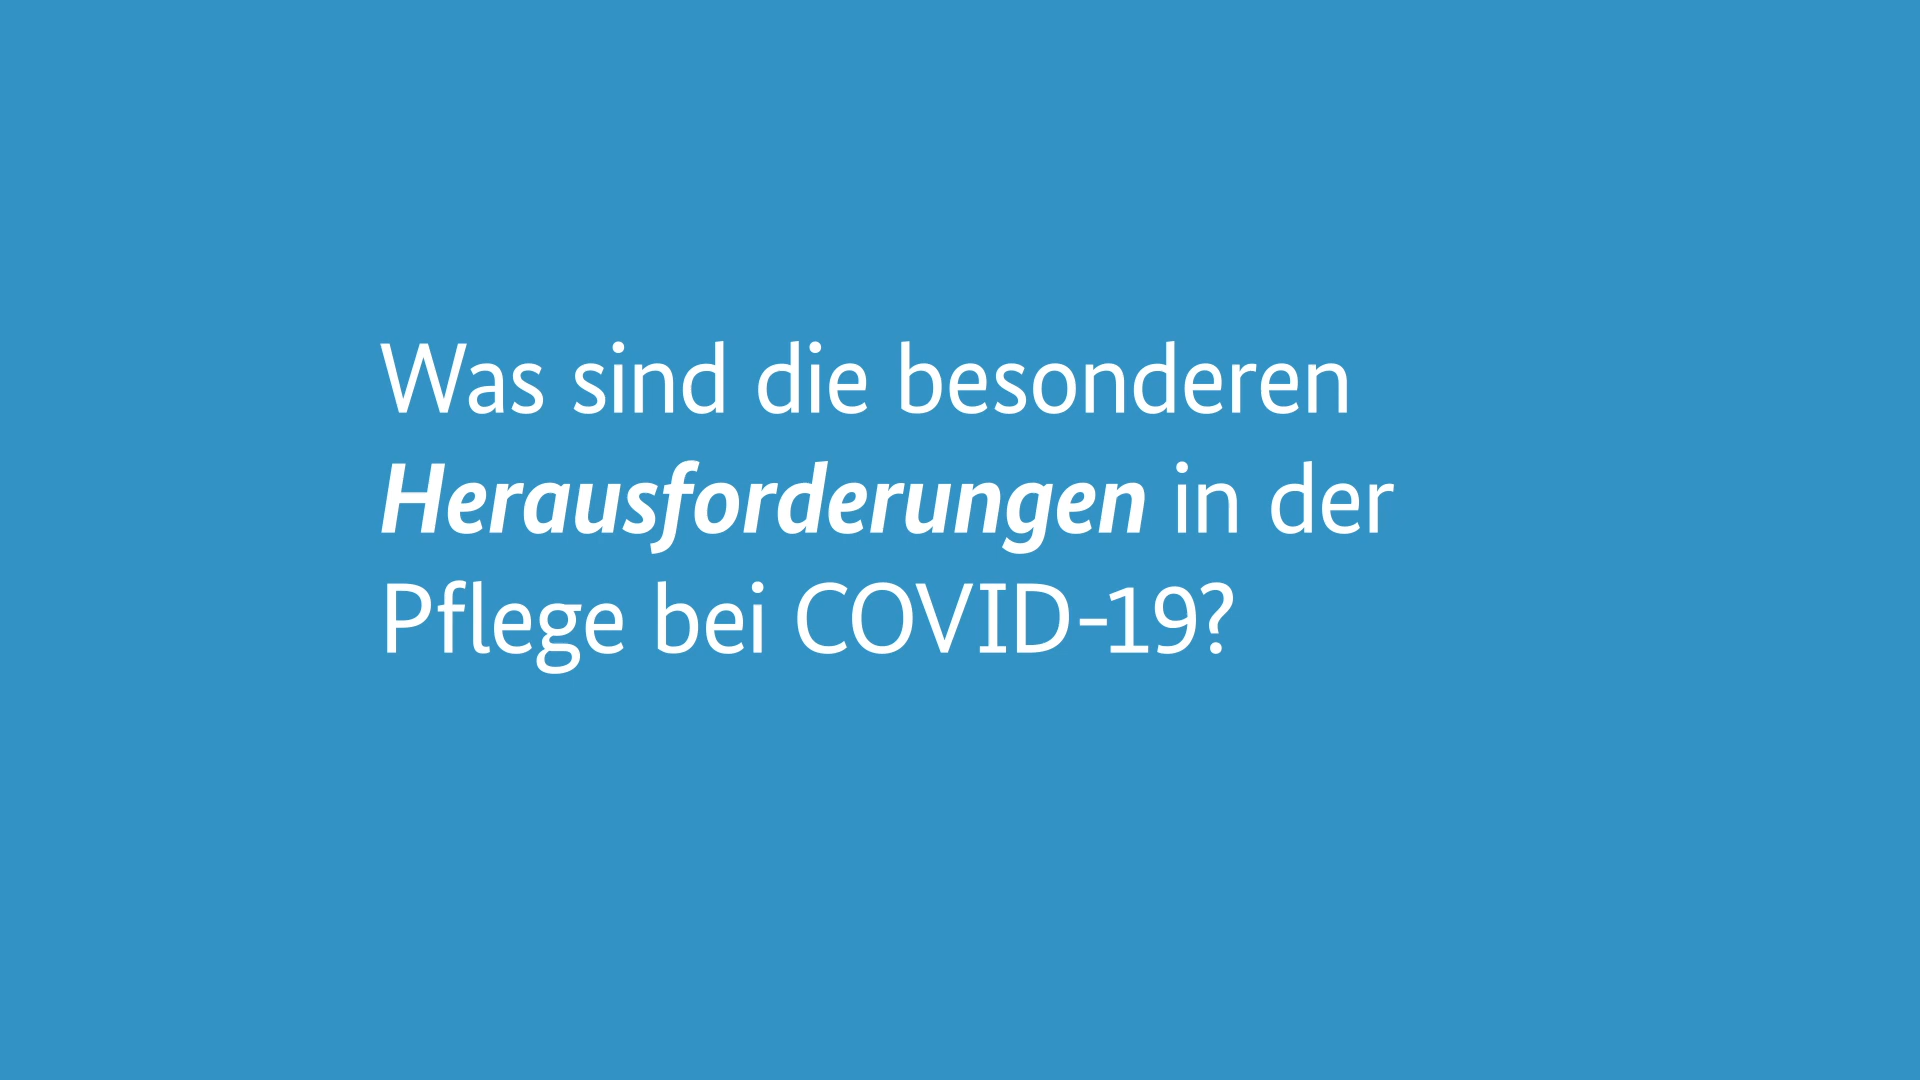 Was sind die besonderen
Herausforderungen in der
Pflege bei COVID-19?